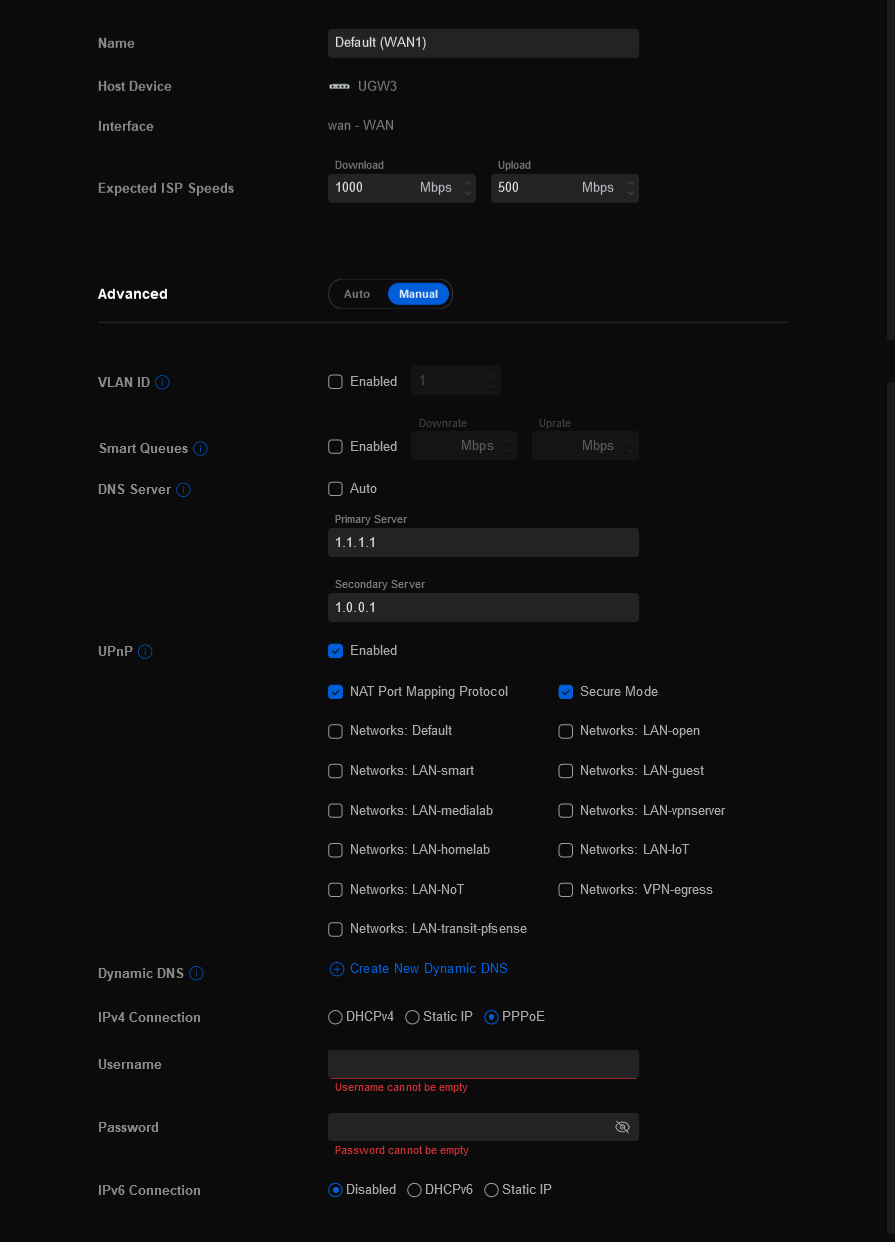 Name
Default (WAN1)
Host Device
UGW3
Interface
wan - WAN
Download Upload
Expected ISP Speeds
1000 Mbps 500 Mbps
Advanced
Auto Manual
VLAN ID
Enabled 1
Downrate Uprate
Smart Queues
Enabled Mbps Mbps
DNS Server
Auto
Primary Server
1.1.1.1
Secondary Server
1.0.0.1
UPnP
Enabled
NAT Port Mapping Protocol Secure Mode
Networks: Default Networks: LAN-open
Networks: LAN-smart Networks: LAN-guest
Networks: LAN-medialab Networks: LAN-vpnserver
Networks: LAN-homelab Networks: LAN-IoT
Networks: LAN-NoT Networks: VPN-egress
Networks: LAN-transit-pfsense
Dynamic DNS
Create New Dynamic DNS
IPv4 Connection
DHCPv4 Static IP PPPoE
Username
Username cannot be empty
Password
Password cannot be empty
IPv6 Connection
Disabled DHCPv6 Static IP